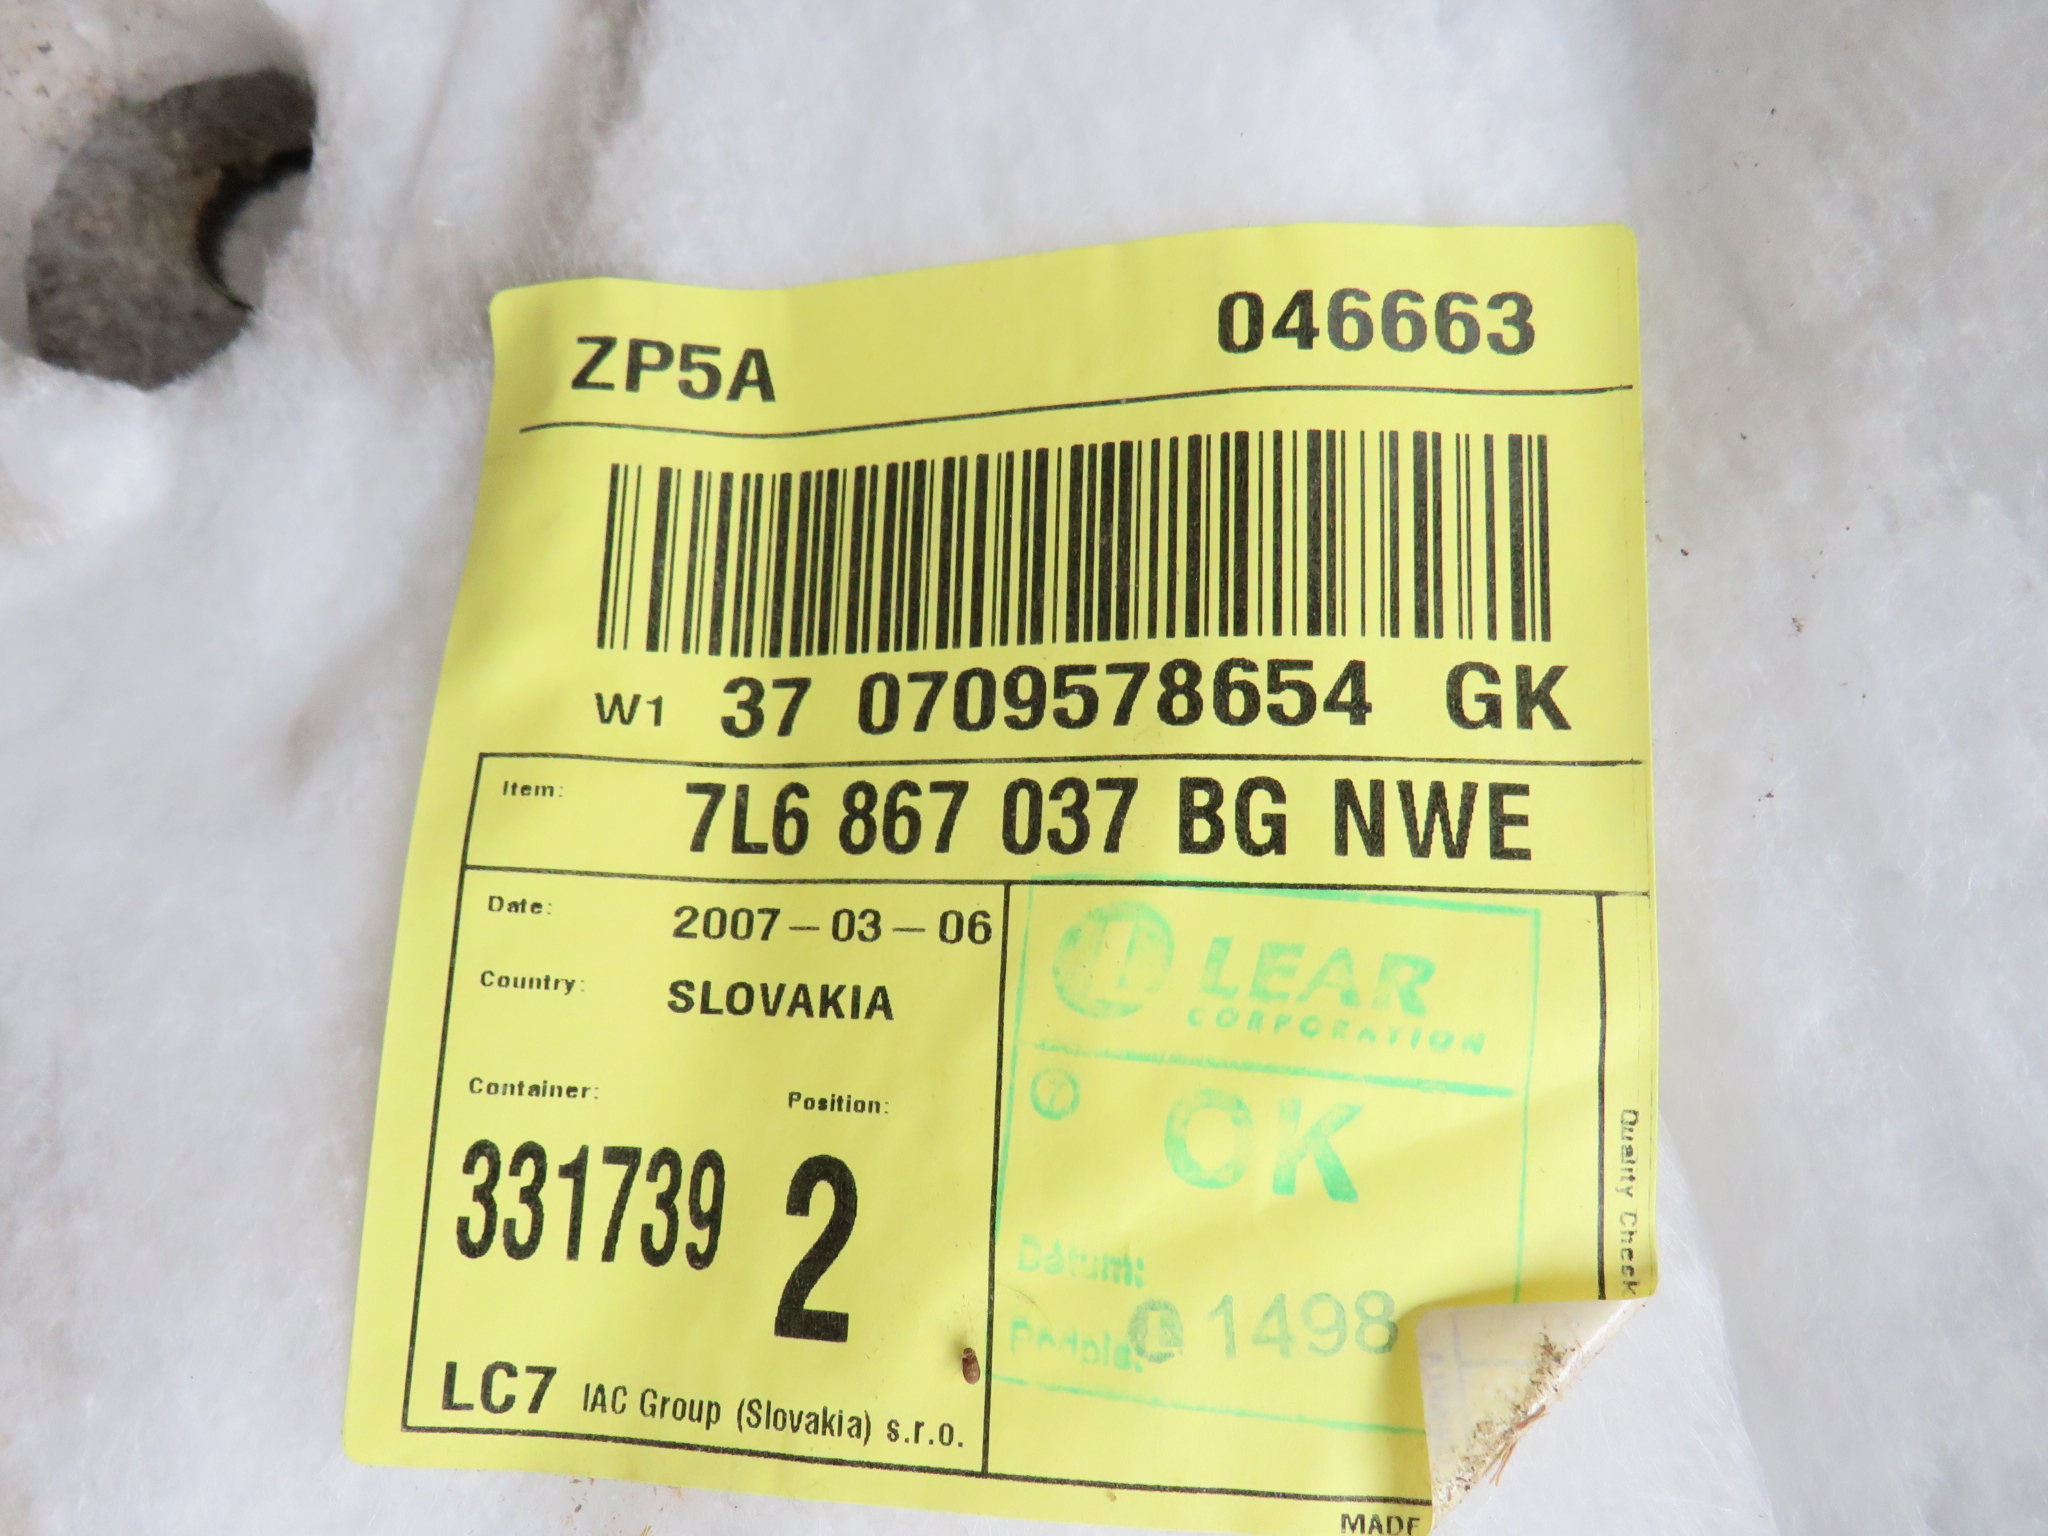 ZP5A 046663
W1 37 0709578654 GK
Item: 7L6 867 037 BG NWE
Date: 2007-03-06
Country: SLOVAKIA
Container: Position:
331739 2
LC7 IAC Group (Slovakia) s.r.o.
LEAR
CORPORATION
OK
Dátum:
1498
Quality Check
MADE